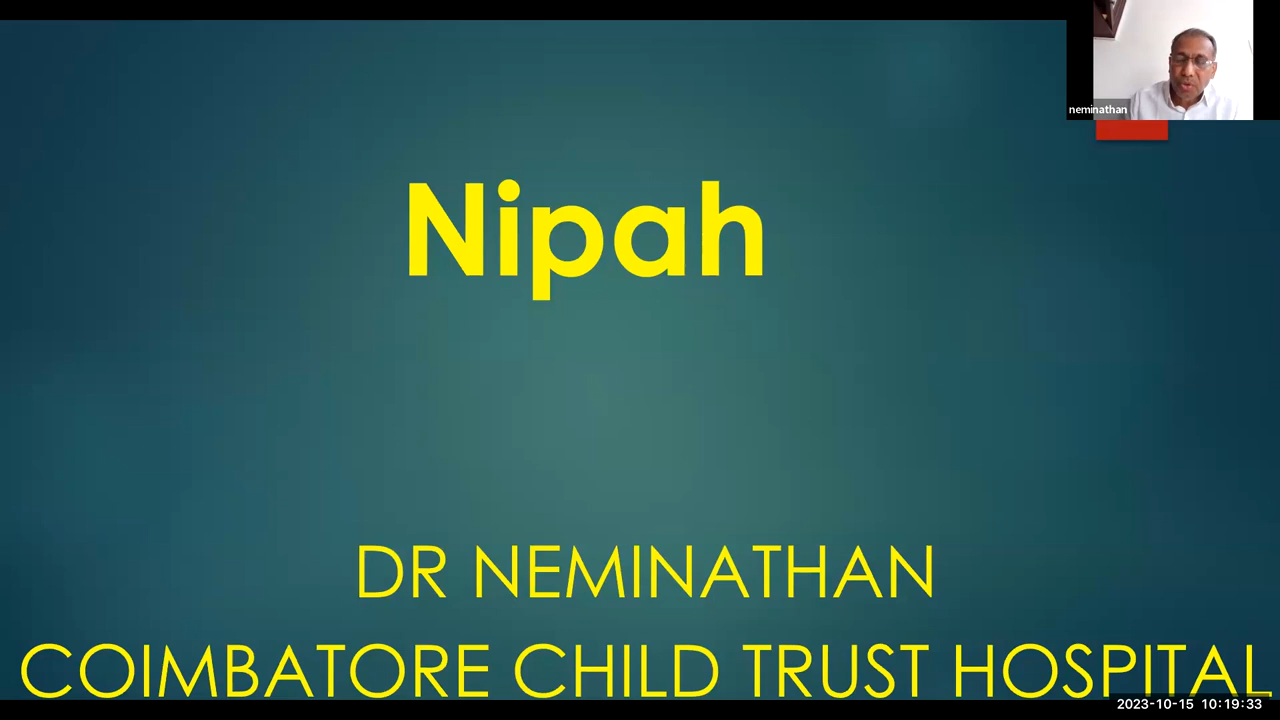 neminathan
Nipah
DR NEMINATHAN
COIMBATORE CHILD TRUST HOSPITAL
2023-10-15 10:19:33